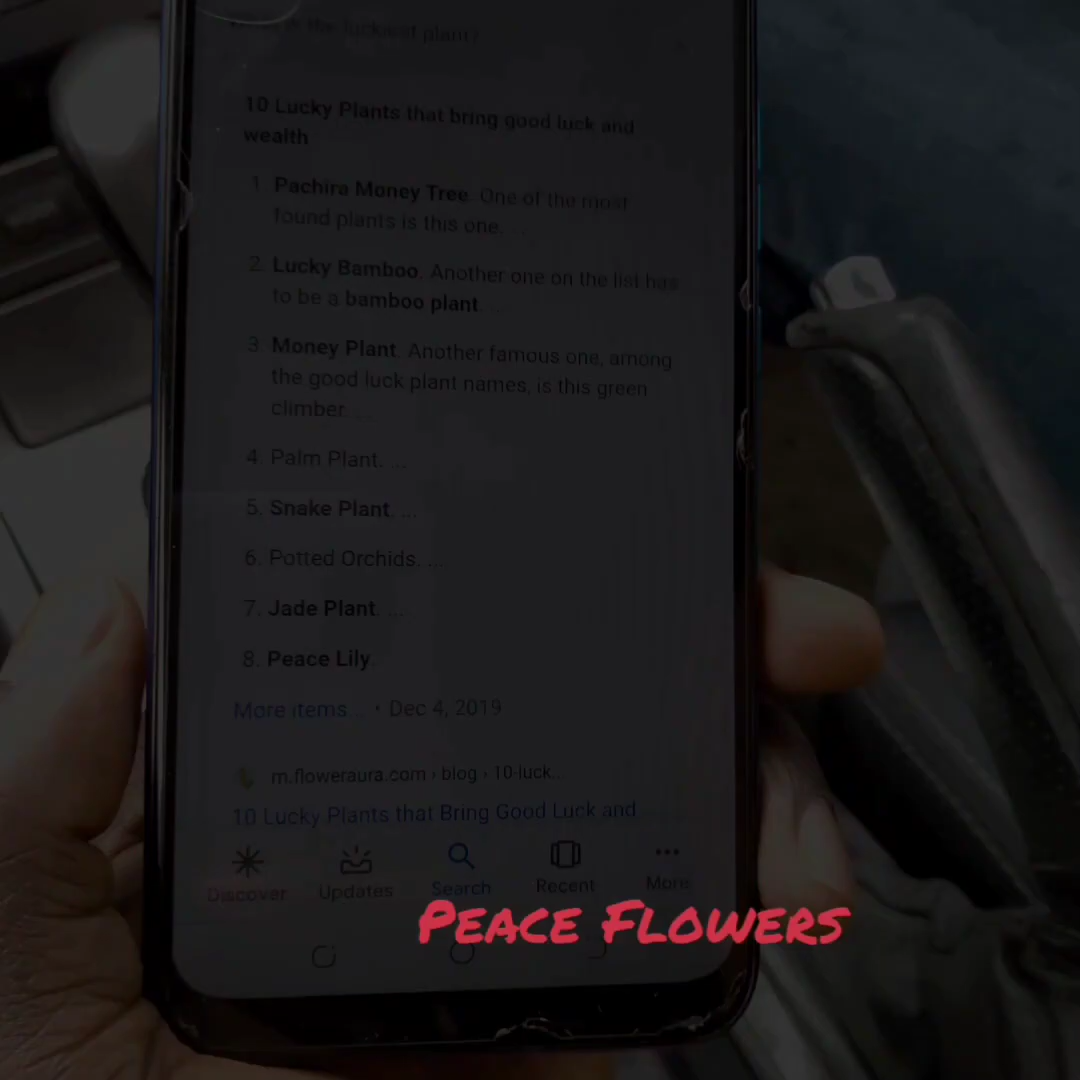 the luckiest plant?
10 Lucky Plants that bring good luck and
wealth
1. Pachira Money Tree. One of the most
found plants is this one. ...
2. Lucky Bamboo. Another one on the list has
to be a bamboo plant. ...
3. Money Plant. Another famous one, among
the good luck plant names, is this green
climber. ...
4. Palm Plant. ...
5. Snake Plant. ...
6. Potted Orchids. ...
7. Jade Plant. ...
8. Peace Lily.
More items... • Dec 4, 2019
m.floweraura.com › blog › 10-luck...
10 Lucky Plants that Bring Good Luck and
Discover Updates Search Recent More
PEACE FLOWERS